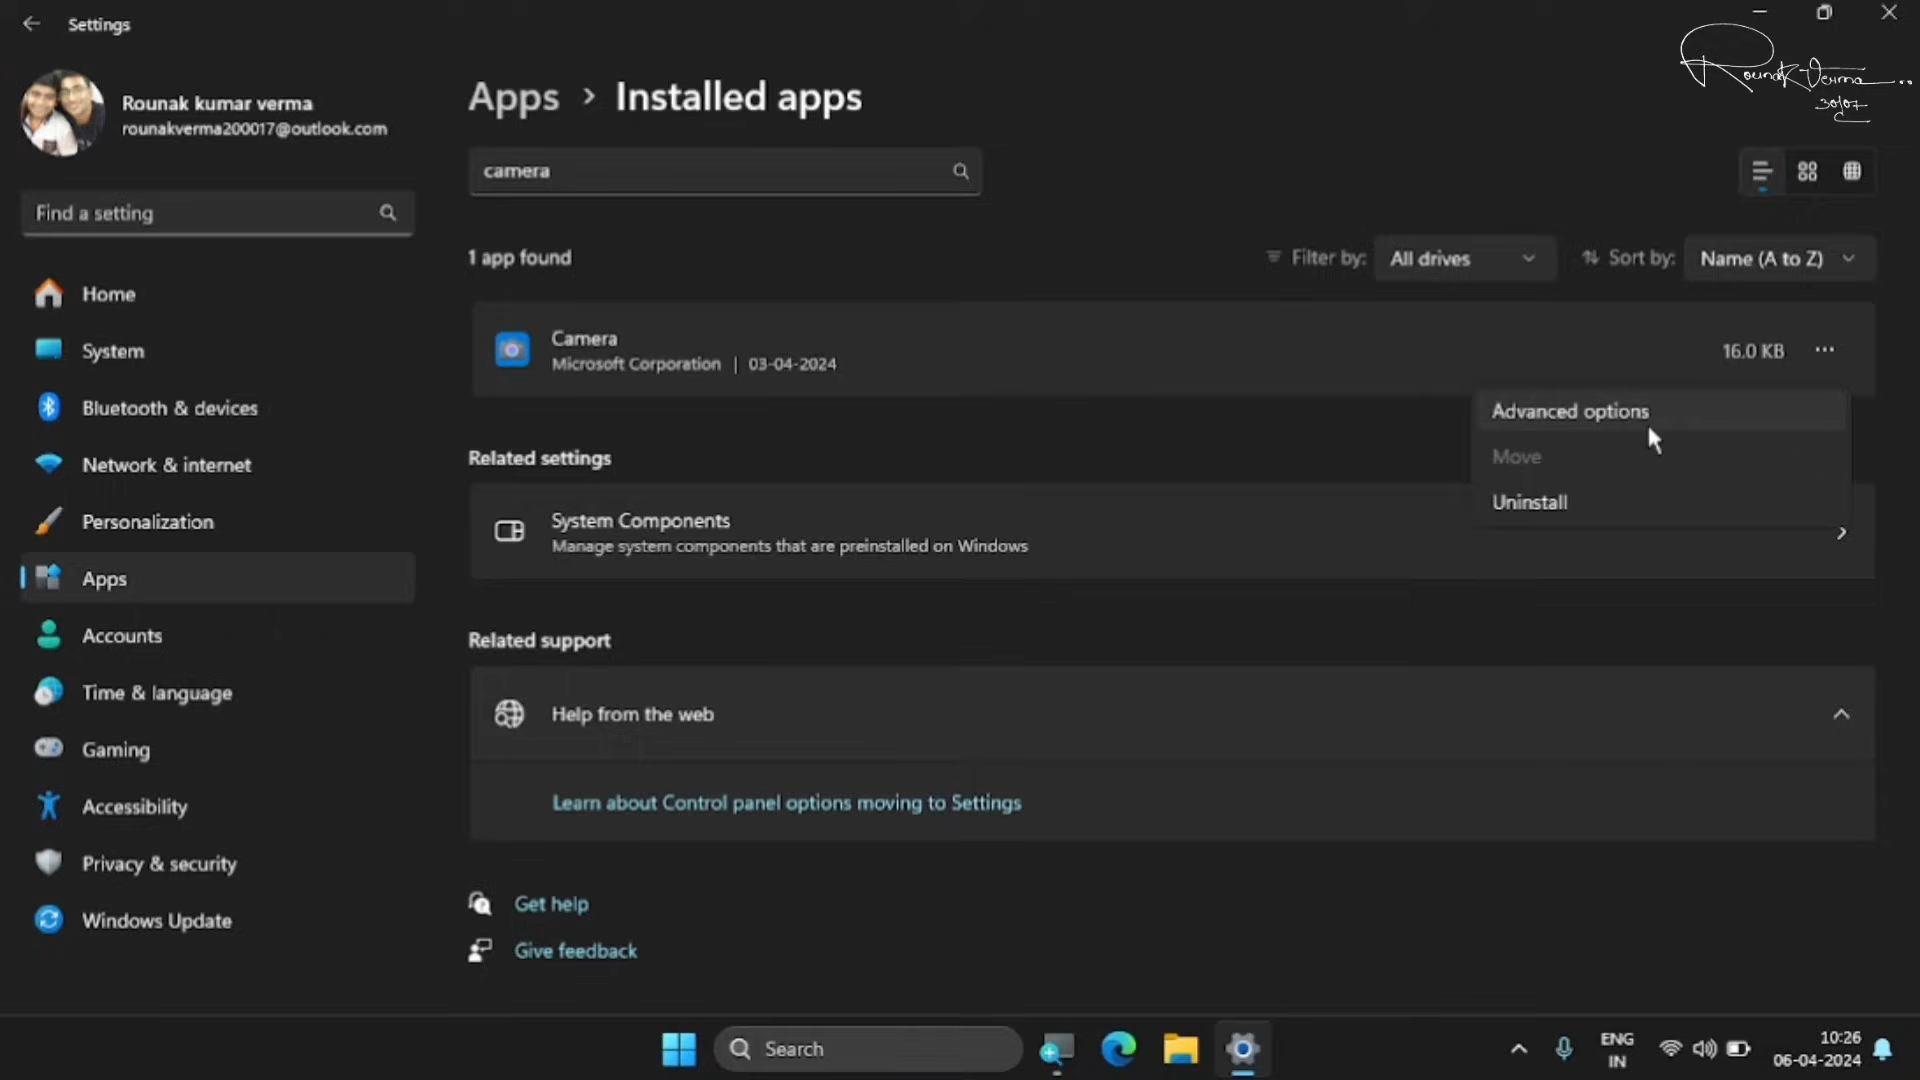 Settings
Rounak Verma
30/07
Rounak kumar verma
rounakverma200017@outlook.com
Find a setting
Home
System
Bluetooth & devices
Network & internet
Personalization
Apps
Accounts
Time & language
Gaming
Accessibility
Privacy & security
Windows Update
Apps > Installed apps
camera
1 app found
Filter by: All drives
Sort by: Name (A to Z)
Camera
Microsoft Corporation | 03-04-2024
16.0 KB
Advanced options
Move
Uninstall
Related settings
System Components
Manage system components that are preinstalled on Windows
Related support
Help from the web
Learn about Control panel options moving to Settings
Get help
Give feedback
Search
ENG
IN
10:26
06-04-2024